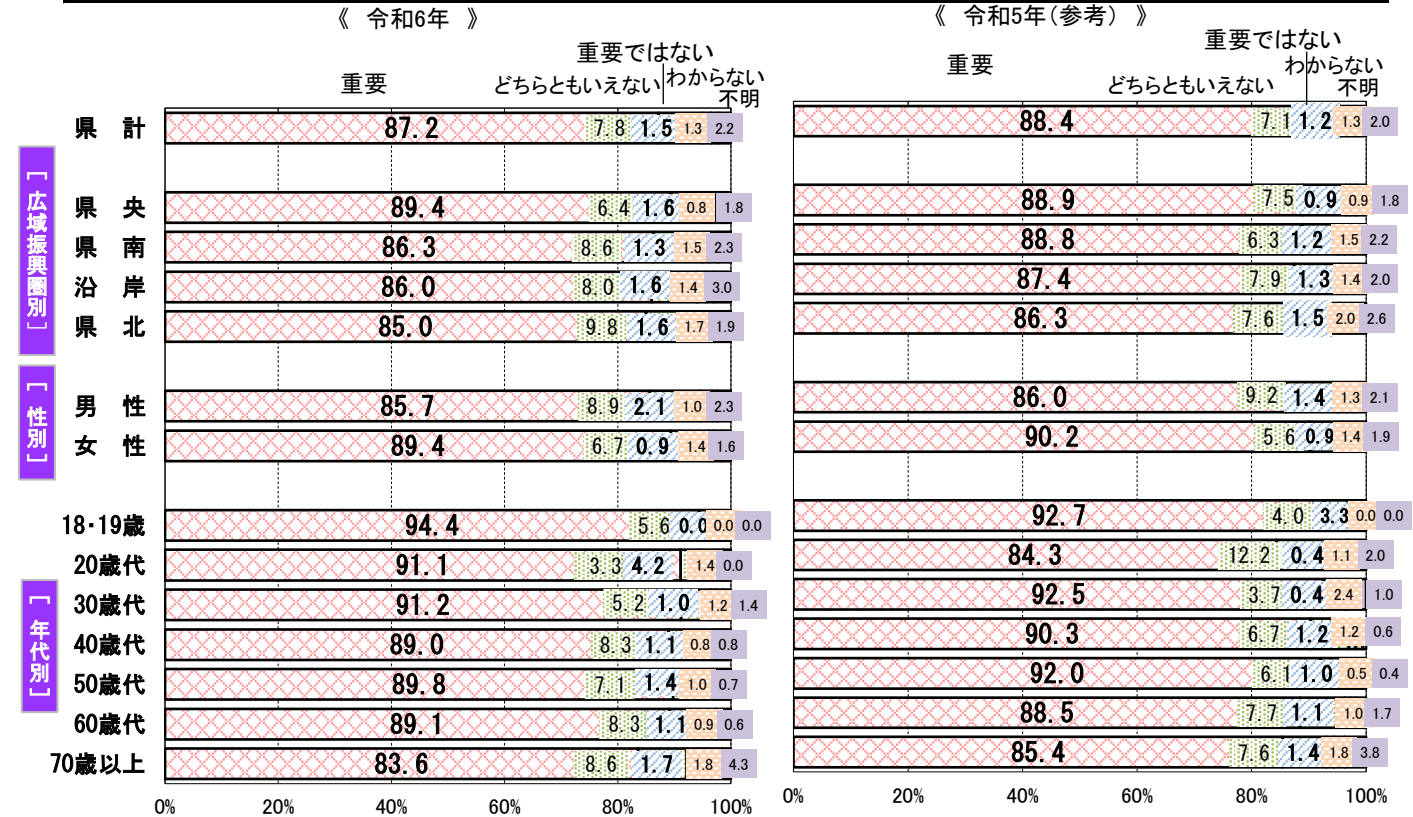 《 令和6年 》
《 令和5年(参考) 》
重要
どちらともいえない
重要ではない
わからない
不明
重要
どちらともいえない
重要ではない
わからない
不明
県 計 87.2 7.8 1.5 1.3 2.2 88.4 7.1 1.2 1.3 2.0
[広域振興圏別]
県 央 89.4 6.4 1.6 0.8 1.8 88.9 7.5 0.9 0.9 1.8
県 南 86.3 8.6 1.3 1.5 2.3 88.8 6.3 1.2 1.5 2.2
沿 岸 86.0 8.0 1.6 1.4 3.0 87.4 7.9 1.3 1.4 2.0
県 北 85.0 9.8 1.6 1.7 1.9 86.3 7.6 1.5 2.0 2.6
[性別]
男 性 85.7 8.9 2.1 1.0 2.3 86.0 9.2 1.4 1.3 2.1
女 性 89.4 6.7 0.9 1.4 1.6 90.2 5.6 0.9 1.4 1.9
[年代別]
18・19歳 94.4 5.6 0.0 0.0 0.0 92.7 4.0 3.3 0.0 0.0
20歳代 91.1 3.3 4.2 1.4 0.0 84.3 12.2 0.4 1.1 2.0
30歳代 91.2 5.2 1.0 1.2 1.4 92.5 3.7 0.4 2.4 1.0
40歳代 89.0 8.3 1.1 0.8 0.8 90.3 6.7 1.2 1.2 0.6
50歳代 89.8 7.1 1.4 1.0 0.7 92.0 6.1 1.0 0.5 0.4
60歳代 89.1 8.3 1.1 0.9 0.6 88.5 7.7 1.1 1.0 1.7
70歳以上 83.6 8.6 1.7 1.8 4.3 85.4 7.6 1.4 1.8 3.8
0% 20% 40% 60% 80% 100% 0% 20% 40% 60% 80% 100%